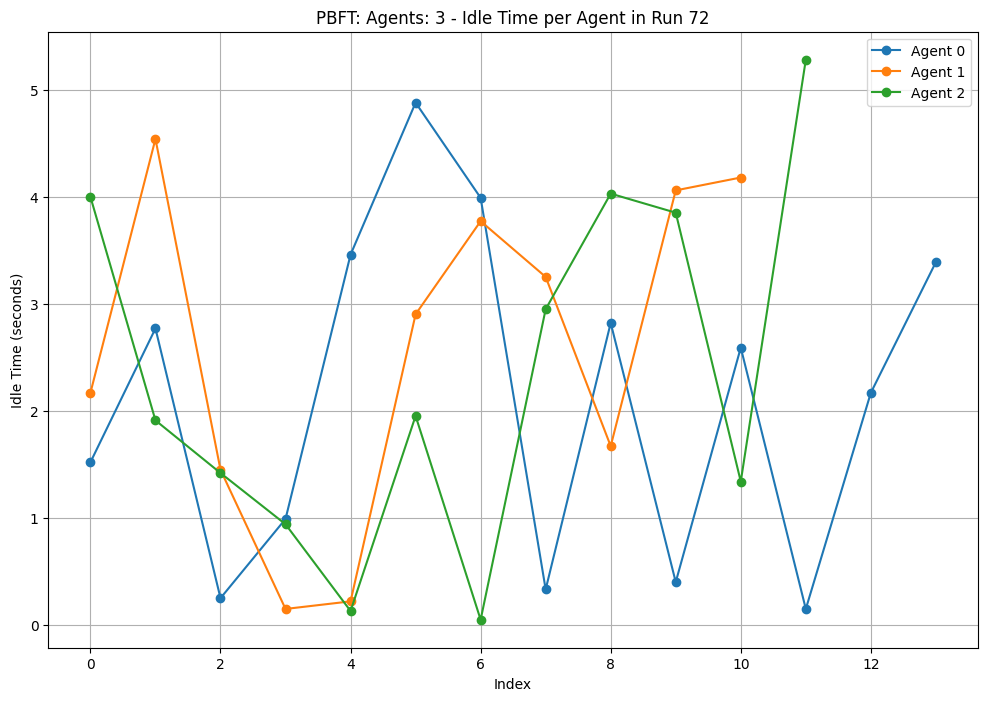 PBFT: Agents: 3 - Idle Time per Agent in Run 72
Agent 0
Agent 1
Agent 2
Idle Time (seconds)
5
4
3
2
1
0
0 2 4 6 8 10 12
Index